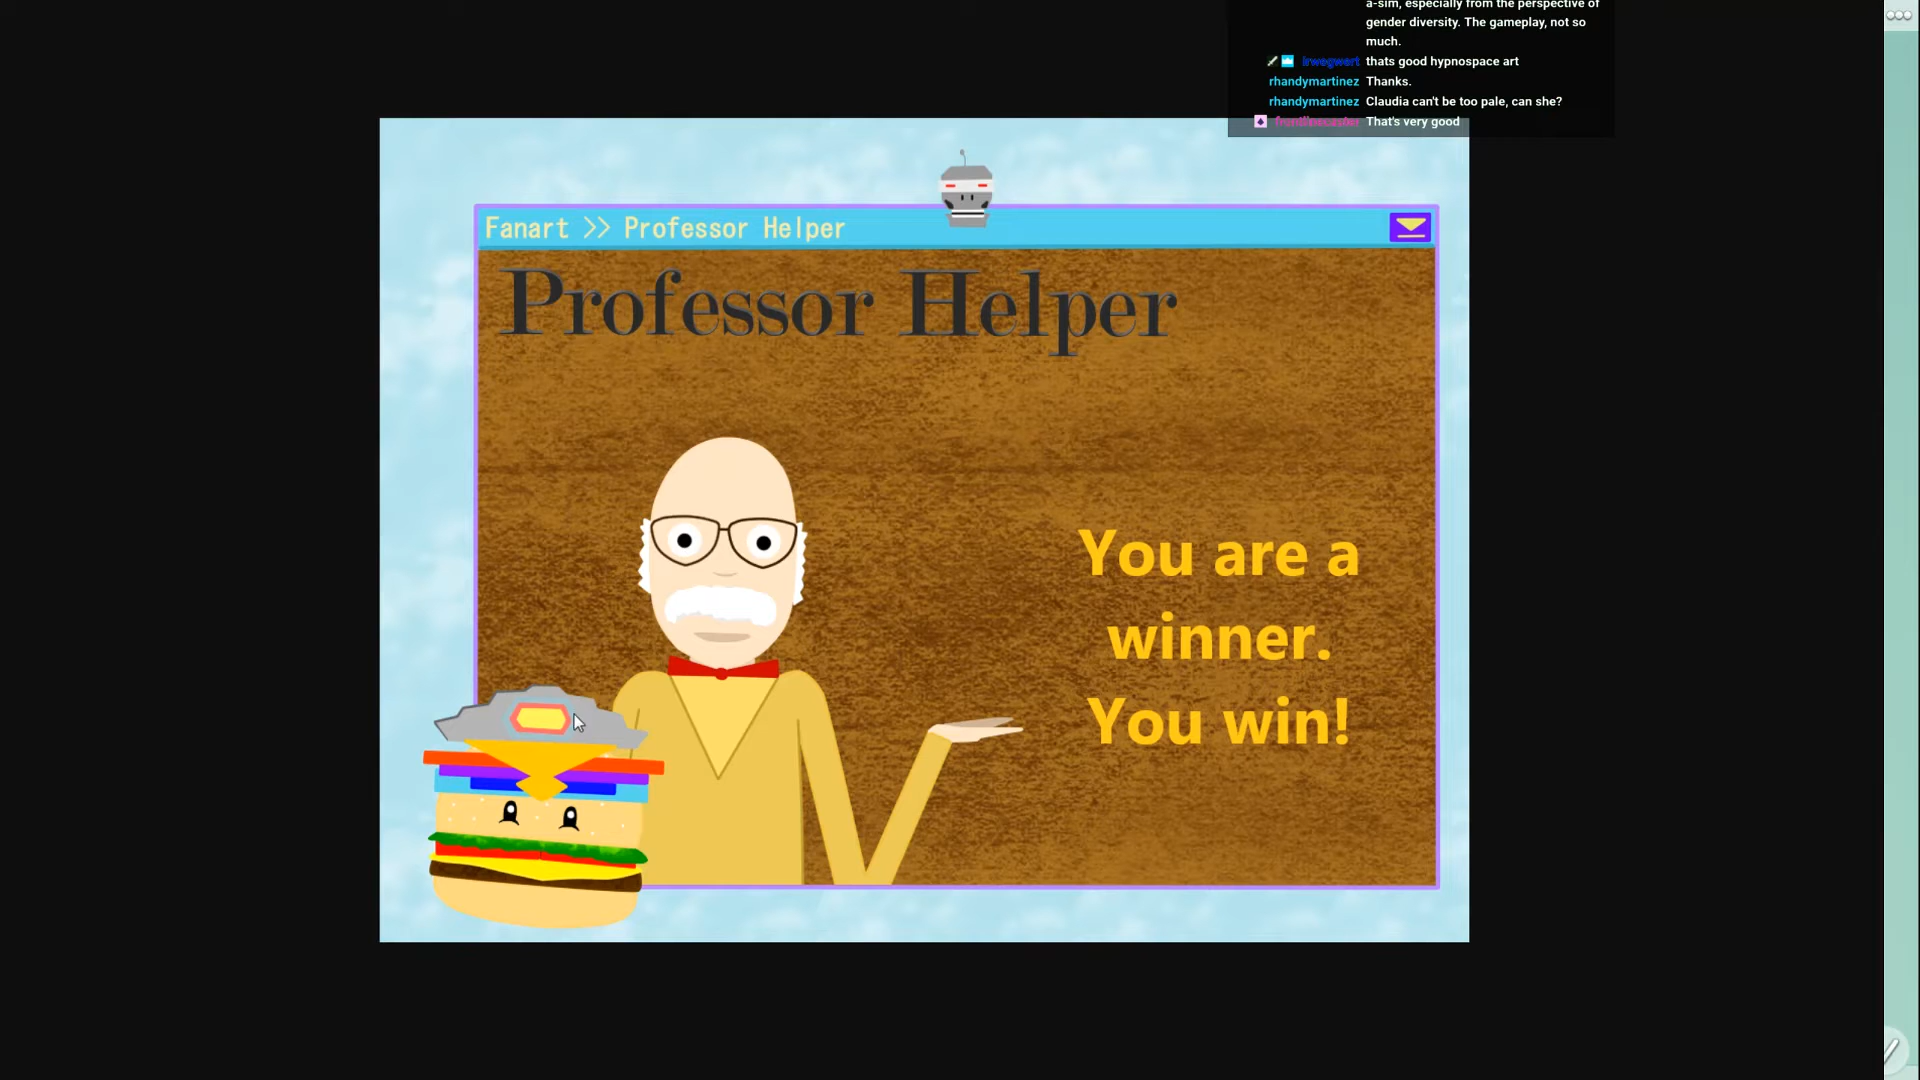 a-sim, especially from the perspective of
gender diversity. The gameplay, not so
much.
thats good hypnospace art
rhandymartinez Thanks.
rhandymartinez Claudia can't be too pale, can she?
That's very good
Fanart >> Professor Helper
Professor Helper
You are a
winner.
You win!